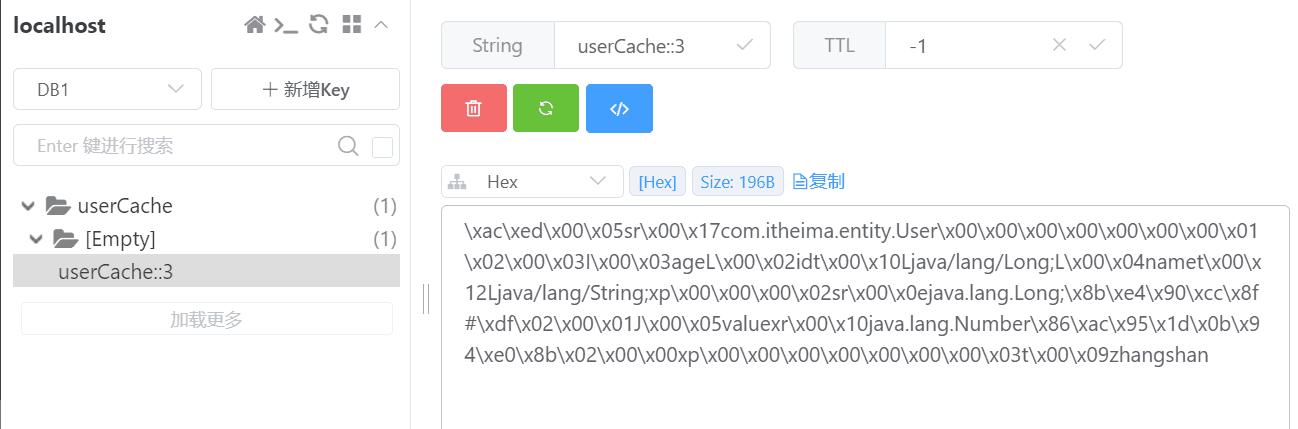 localhost
DB1
新增Key
Enter 键进行搜索
userCache (1)
[Empty] (1)
userCache::3
加载更多
String userCache::3 TTL -1
Hex [Hex] Size: 196B 复制
\xac\xed\x00\x05sr\x00\x17com.itheima.entity.User\x00\x00\x00\x00\x00\x00\x00\x01
\x02\x00\x03I\x00\x03ageL\x00\x02idt\x00\x10Ljava/lang/Long;L\x00\x04namet\x00\x
12Ljava/lang/String;xp\x00\x00\x00\x02sr\x00\x0ejava.lang.Long;\x8b\xe4\x90\xcc\x8f
#\xdf\x02\x00\x01J\x00\x05valuexr\x00\x10java.lang.Number\x86\xac\x95\x1d\x0b\x9
4\xe0\x8b\x02\x00\x00xp\x00\x00\x00\x00\x00\x00\x00\x03t\x00\x09zhangshan